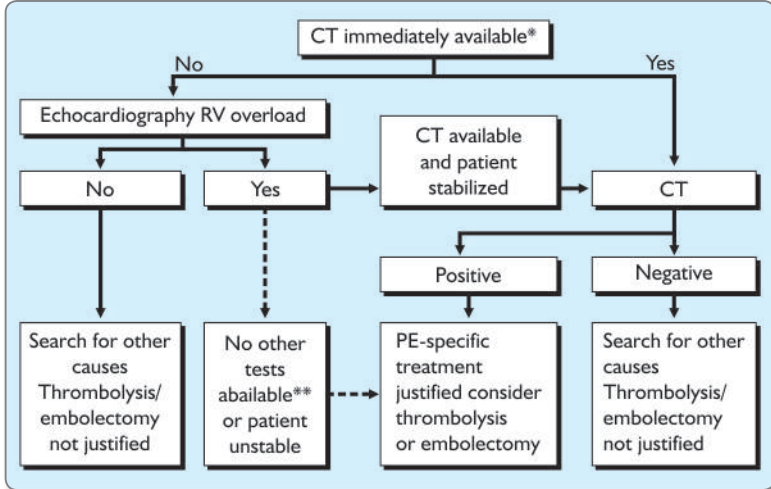 CT immediately available*
No
Yes
Echocardiography RV overload
CT available
and patient
stabilized
No
Yes
CT
Positive
Negative
Search for other
causes
Thrombolysis/
embolectomy
not justified
No other
tests
abailable**
or patient
unstable
PE-specific
treatment
justified consider
thrombolysis
or embolectomy
Search for other
causes
Thrombolysis/
embolectomy
not justified